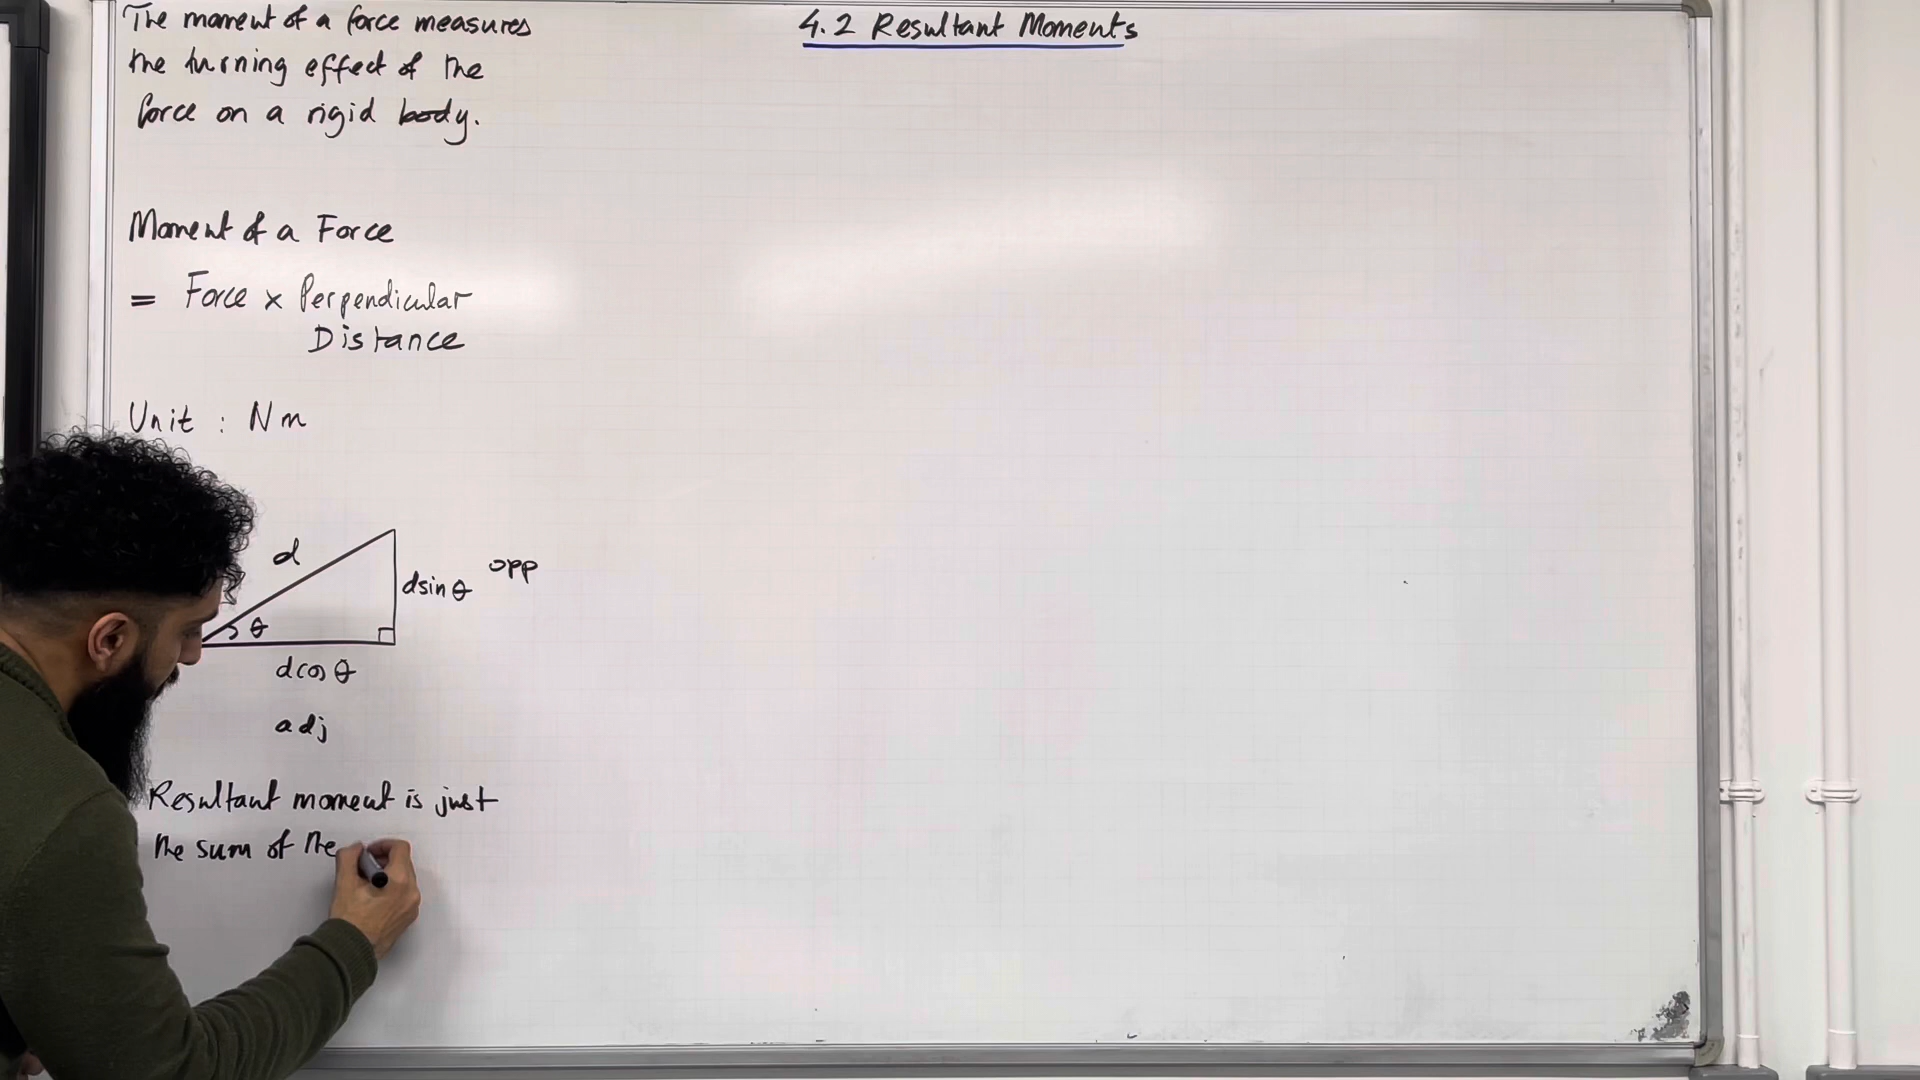 The moment of a force measures
the turning effect of the
force on a rigid body.
4.2 Resultant Moments
Moment of a Force
= Force × Perpendicular
Distance
Unit : Nm
d
dsinθ
opp
θ
dcosθ
adj
Resultant moment is just
the sum of the